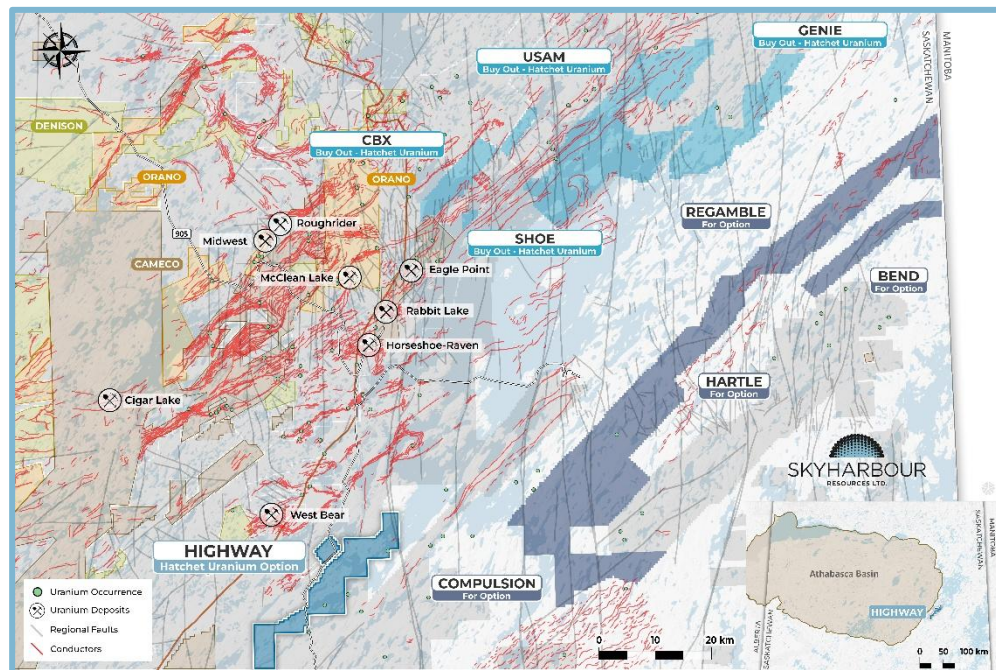 GENIE
Buy Out - Hatchet Uranium
USAM
Buy Out - Hatchet Uranium
MANITOBA
SASKATCHEWAN
DENISON
CBX
Buy Out - Hatchet Uranium
ORANO
ORANO
REGAMBLE
For Option
Roughrider
905
Midwest
SHOE
Buy Out - Hatchet Uranium
CAMECO
McClean Lake
Eagle Point
BEND
For Option
Rabbit Lake
Horseshoe-Raven
HARTLE
For Option
Cigar Lake
SKYHARBOUR
RESOURCES LTD.
West Bear
HIGHWAY
Hatchet Uranium Option
COMPULSION
For Option
Uranium Occurrence
Uranium Deposits
Regional Faults
Conductors
0 10 20 km
MANITOBA
SASKATCHEWAN
Athabasca Basin
HIGHWAY
ALBERTA
SASKATCHEWAN
0 50 100 km